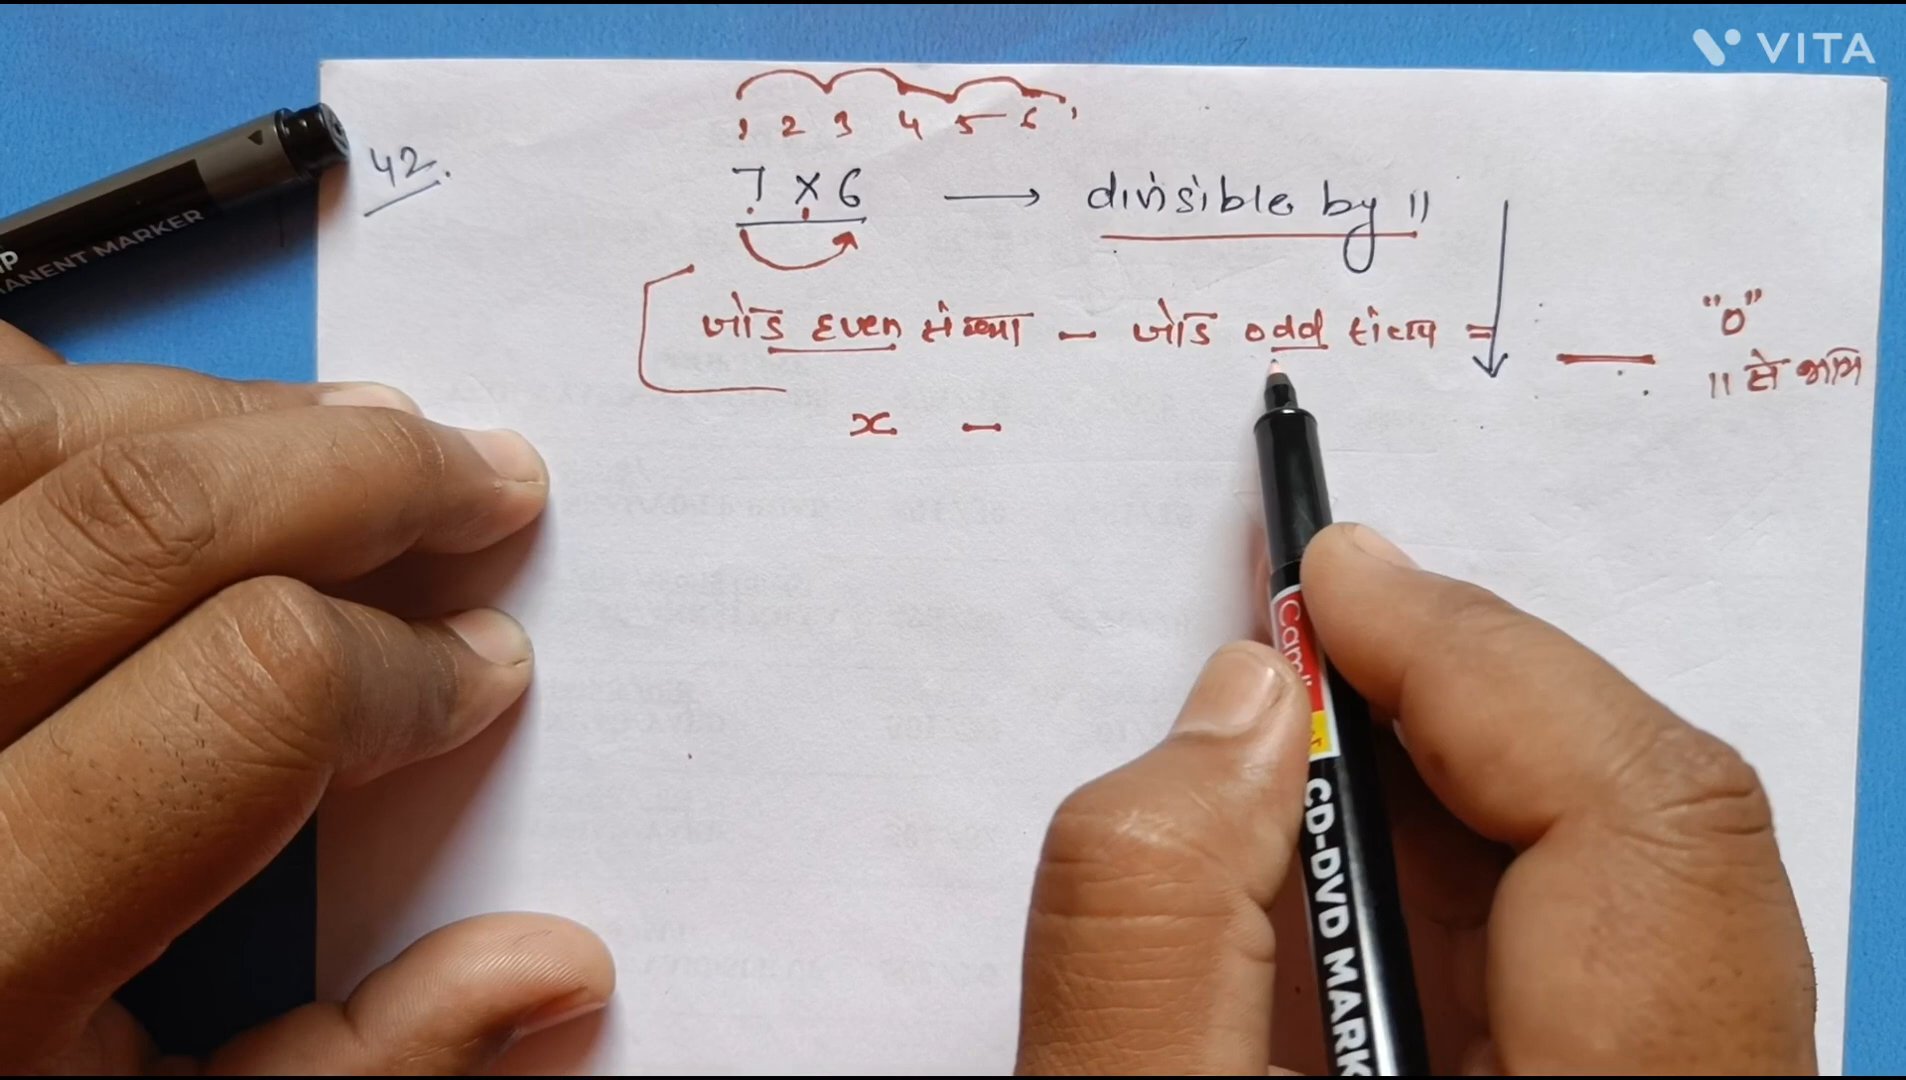 VITA
1 2 3 4 5 6
42.
7 x 6 → divisible by 11
जोड even संख्या - जोड odd संख्या =
"0"
11 से भाग
x -
PERMANENT MARKER
CD-DVD MARK